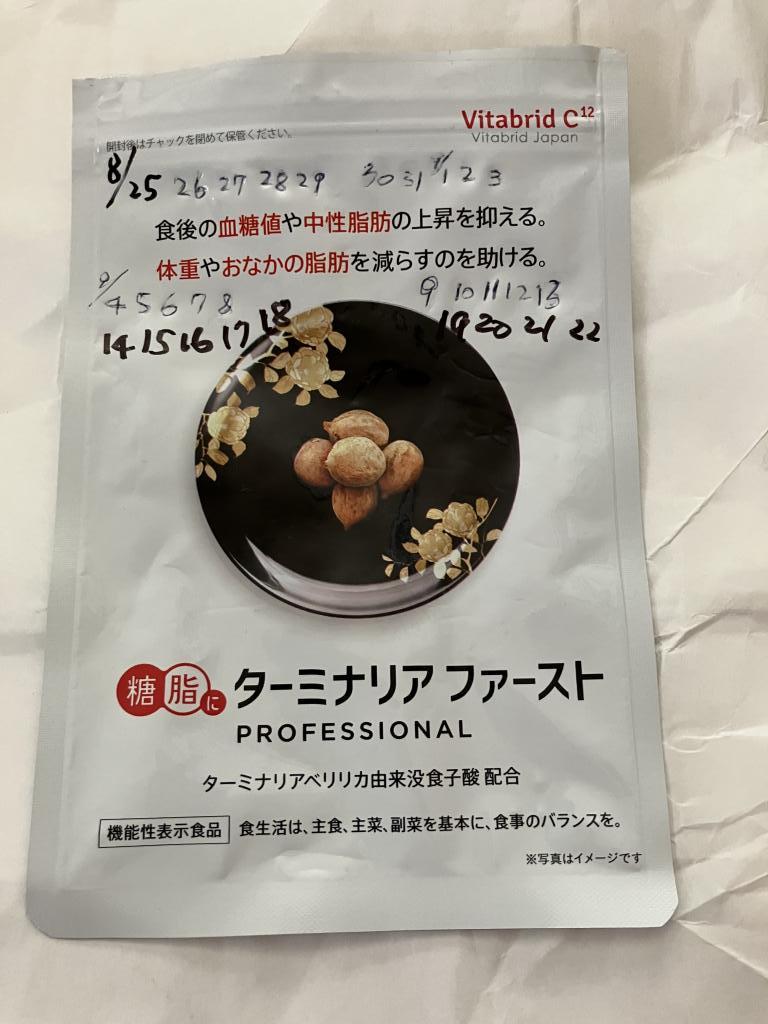 Vitabrid C12
Vitabrid Japan
開封後はチャックを閉めて保管ください。
8/25 26 27 28 29 30 31 9/1 2 3
食後の血糖値や中性脂肪の上昇を抑える。
体重やおなかの脂肪を減らすのを助ける。
9/4 5 6 7 8 9 10 11 12 13
14 15 16 17 18 19 20 21 22
糖脂に ターミナリア ファースト
PROFESSIONAL
ターミナリアベリリカ由来没食子酸 配合
機能性表示食品 食生活は、主食、主菜、副菜を基本に、食事のバランスを。
※写真はイメージです